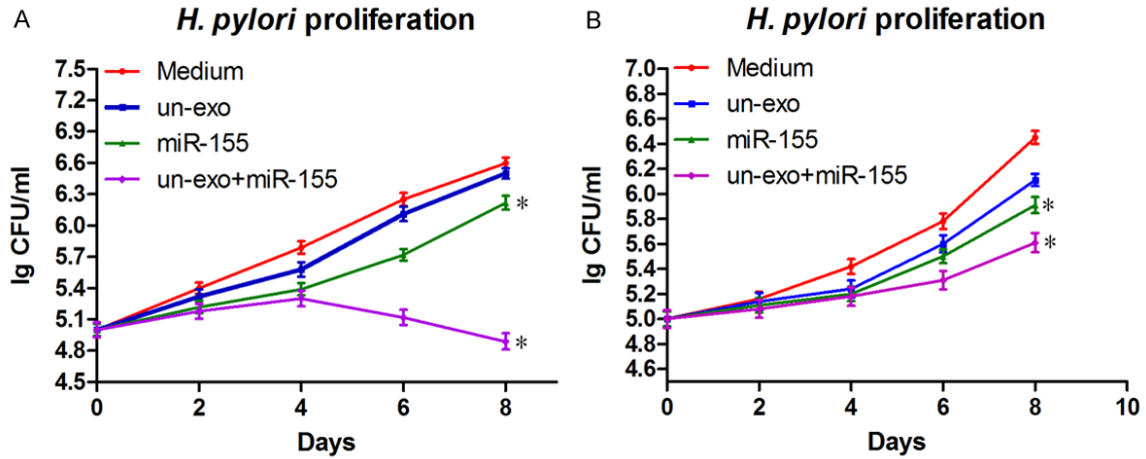 A
H. pylori proliferation
lg CFU/ml
7.5
7.2
6.9
6.6
6.3
6.0
5.7
5.4
5.1
4.8
4.5
Medium
un-exo
miR-155
un-exo+miR-155
*
*
0 2 4 6 8
Days
B
H. pylori proliferation
lg CFU/ml
7.0
6.8
6.6
6.4
6.2
6.0
5.8
5.6
5.4
5.2
5.0
4.8
4.6
Medium
un-exo
miR-155
un-exo+miR-155
*
*
0 2 4 6 8 10
Days